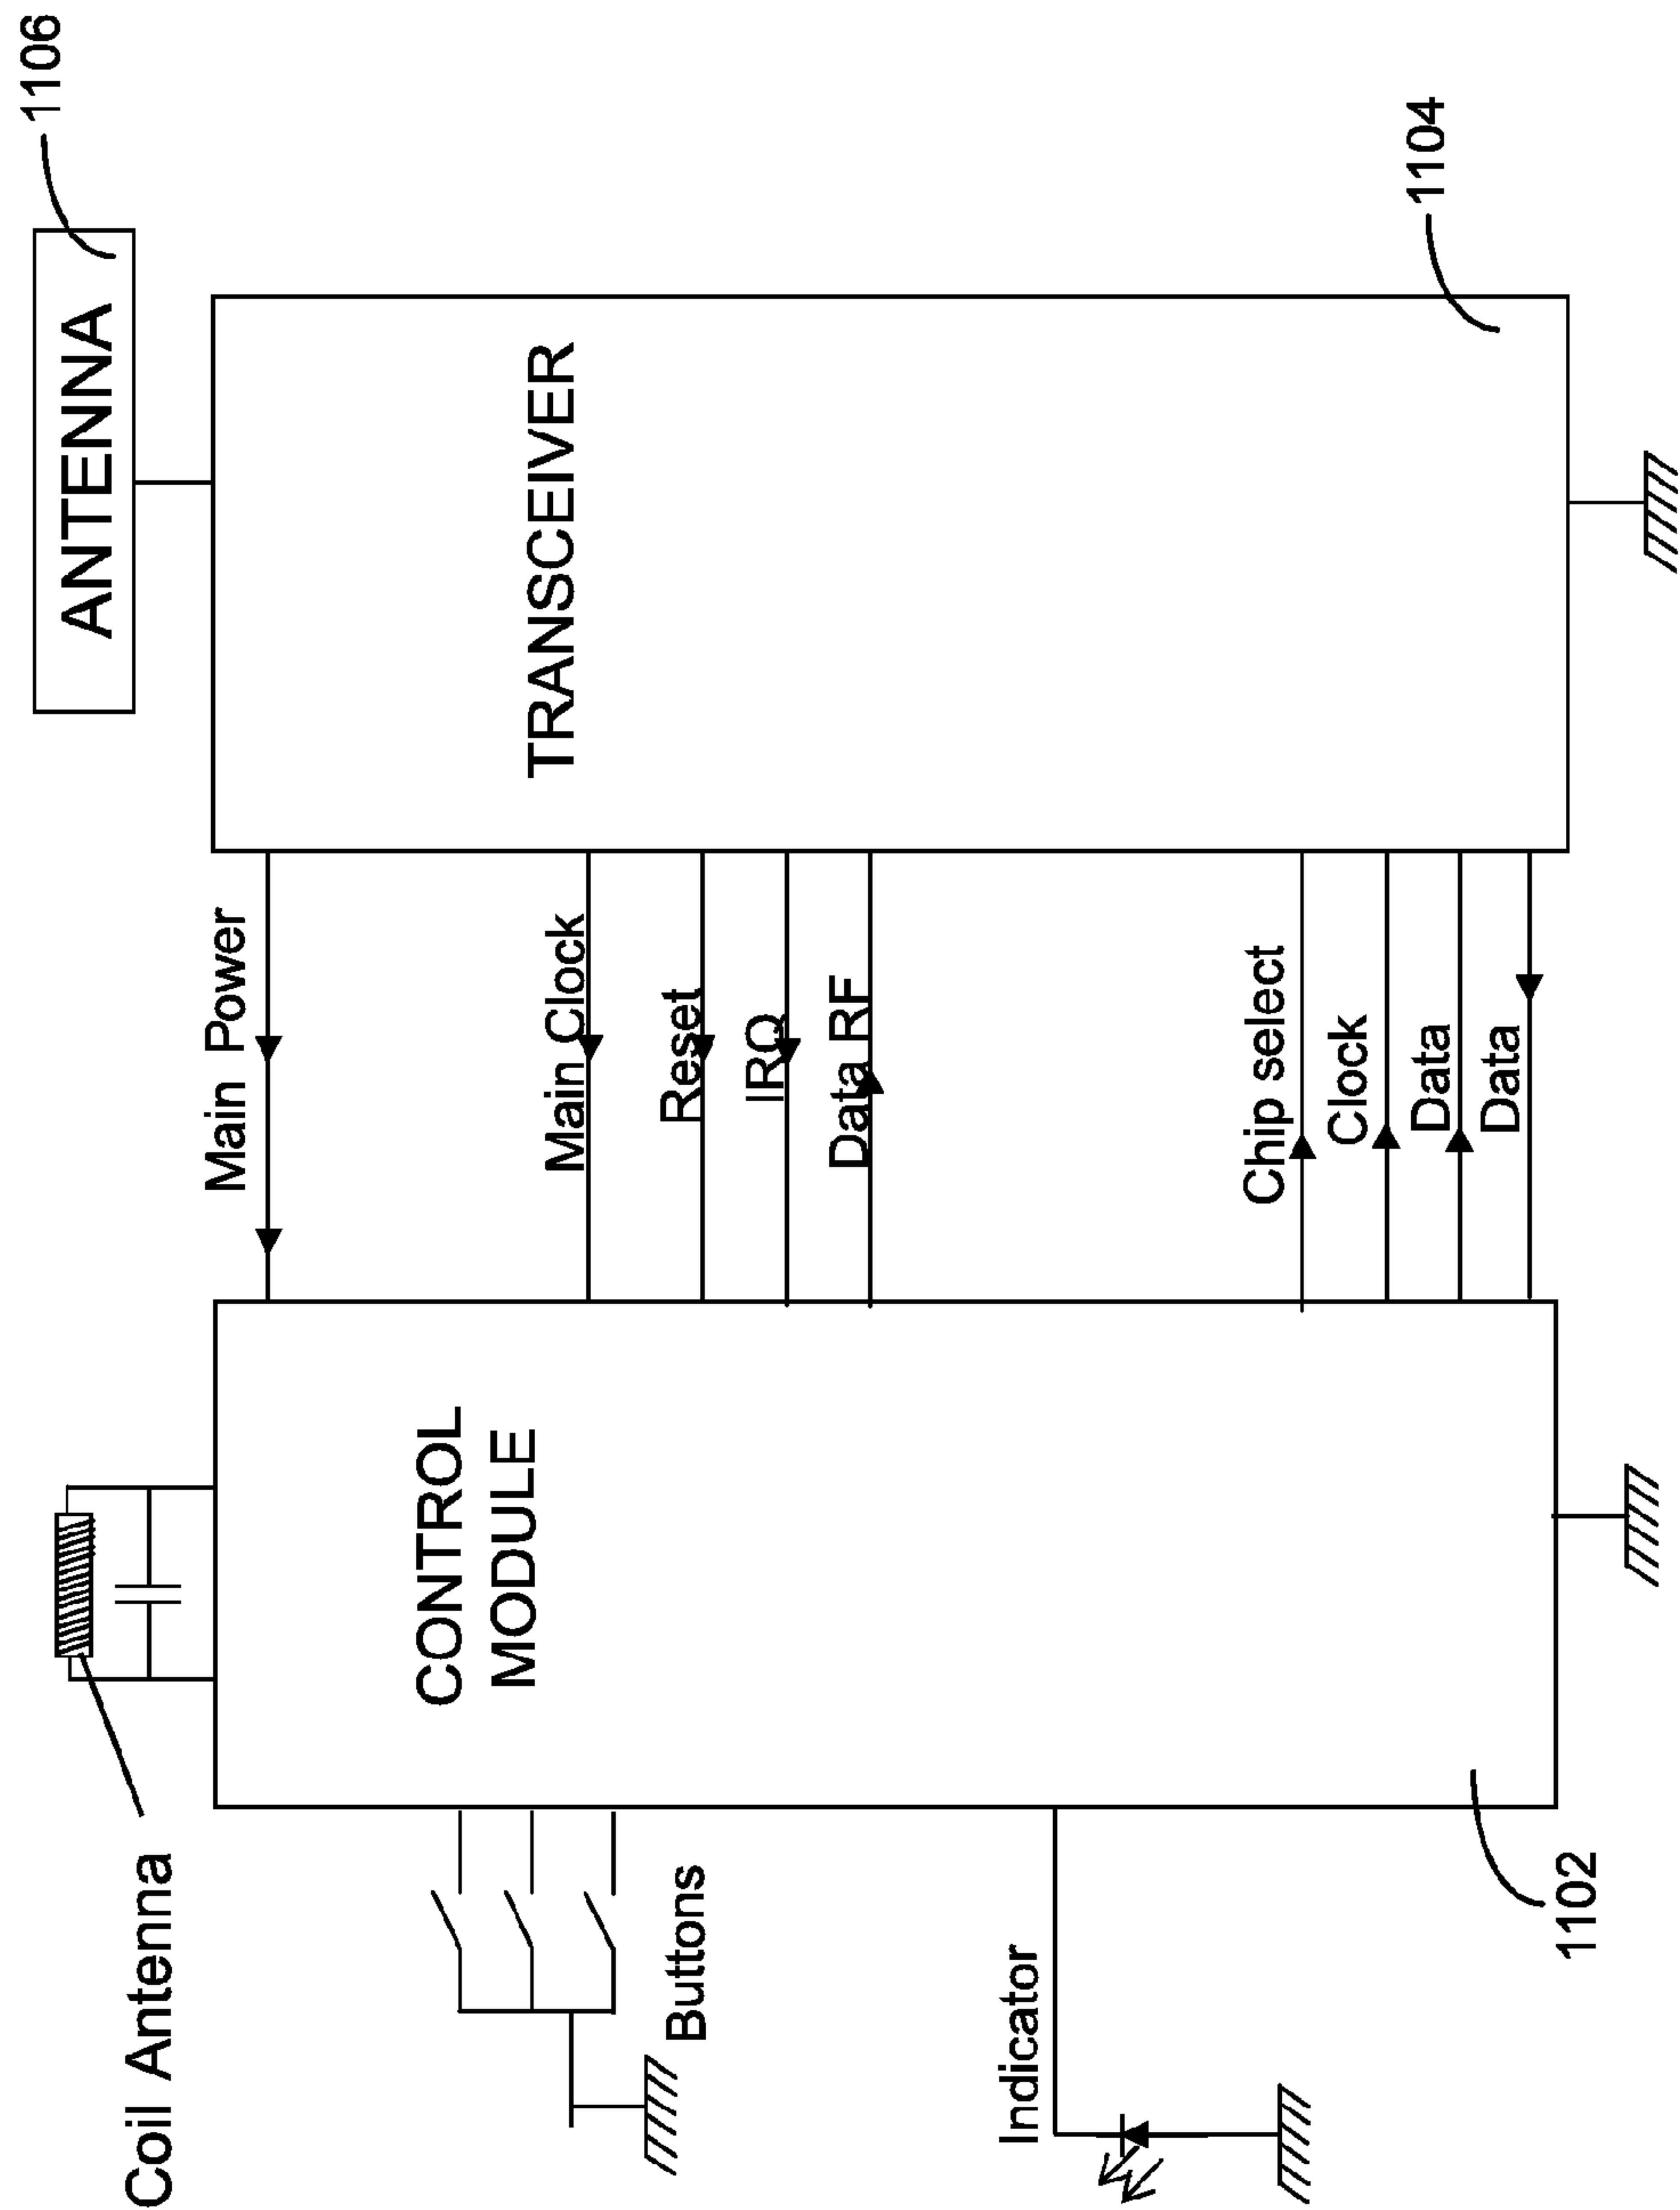 Coil Antenna
ANTENNA
1106
CONTROL
MODULE
TRANSCEIVER
Main Power
Main Clock
Reset
IRQ
Data RF
Chip select
Clock
Data
Data
Buttons
Indicator
1102
1104